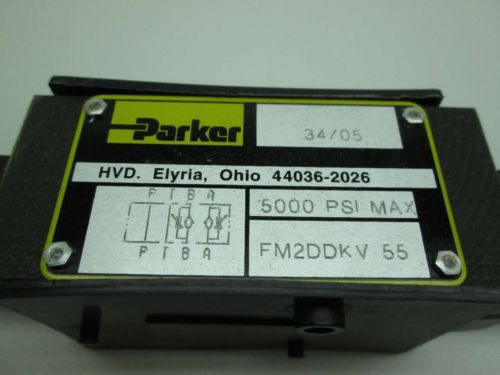 Parker
34/05
HVD. Elyria, Ohio 44036-2026
P T B A
5000 PSI MAX
P T B A
FM2DDKV 55